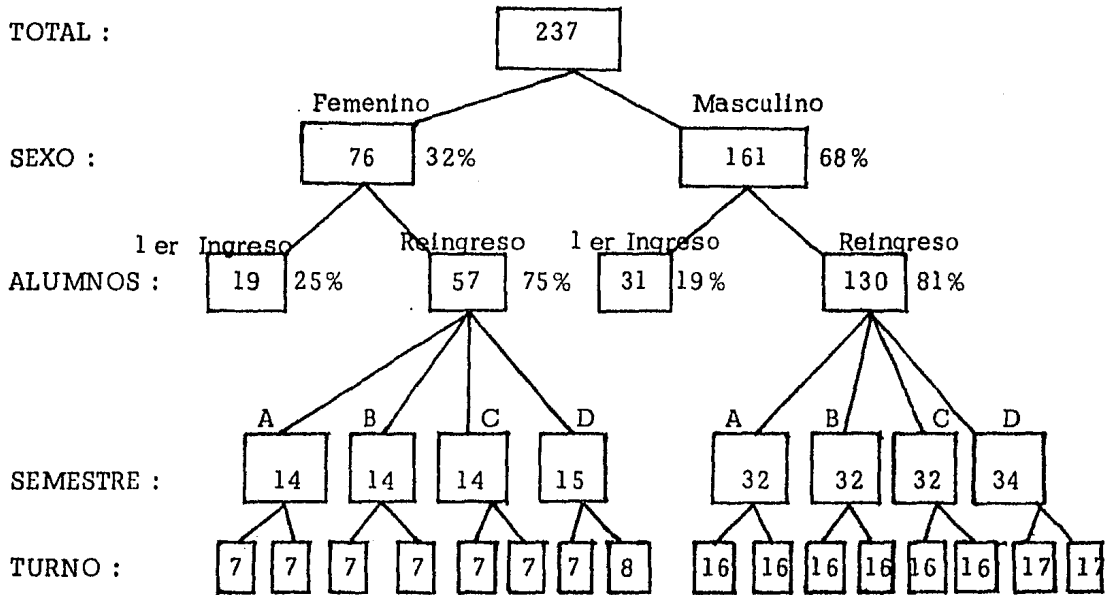 TOTAL : 237
Femenino Masculino
SEXO : 76 32% 161 68%
1 er Ingreso Reingreso 1 er Ingreso Reingreso
ALUMNOS : 19 25% 57 75% 31 19% 130 81%
A B C D A B C D
SEMESTRE : 14 14 14 15 32 32 32 34
TURNO : 7 7 7 7 7 7 7 8 16 16 16 16 16 16 17 17